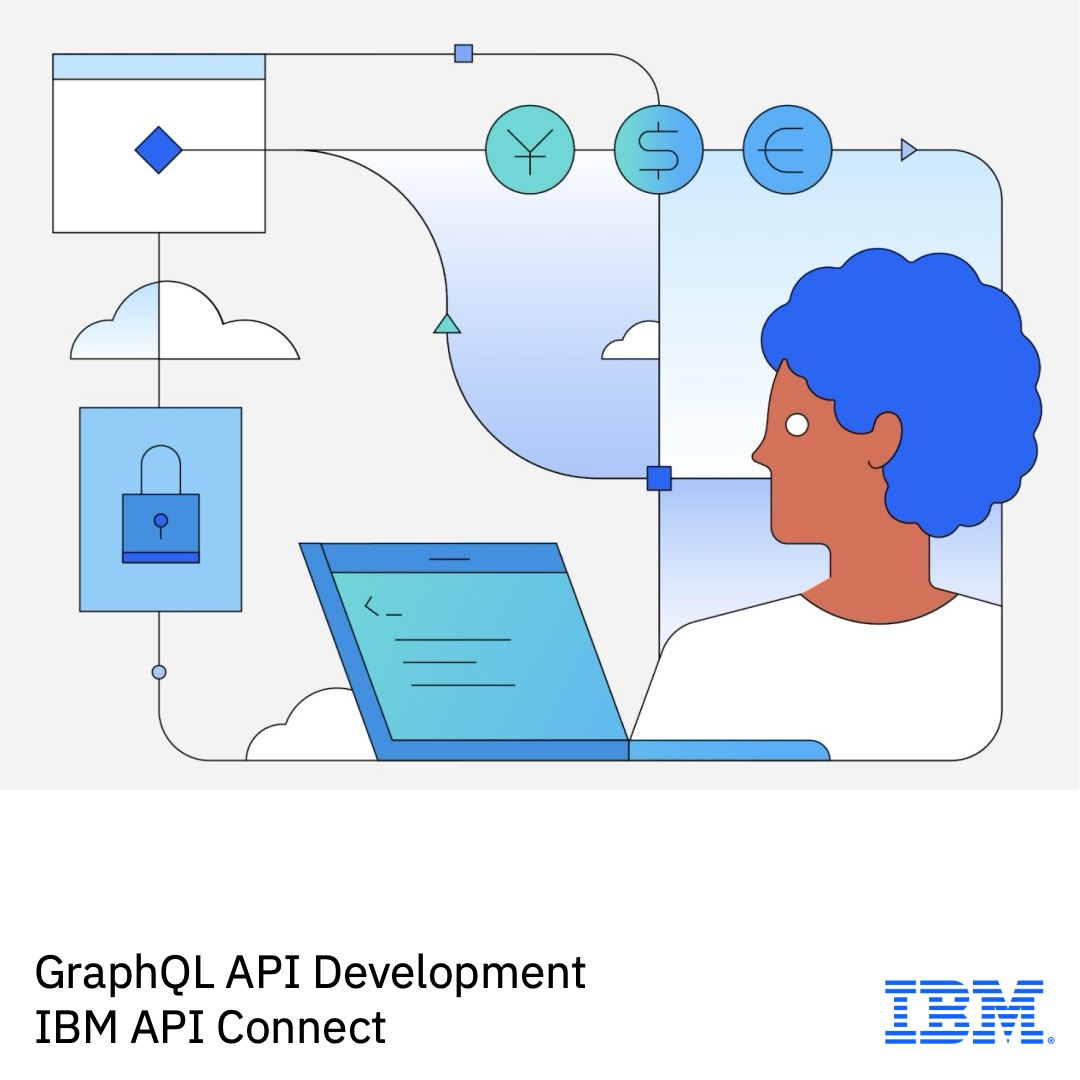 ¥ $ €
<_
GraphQL API Development
IBM API Connect
IBM®